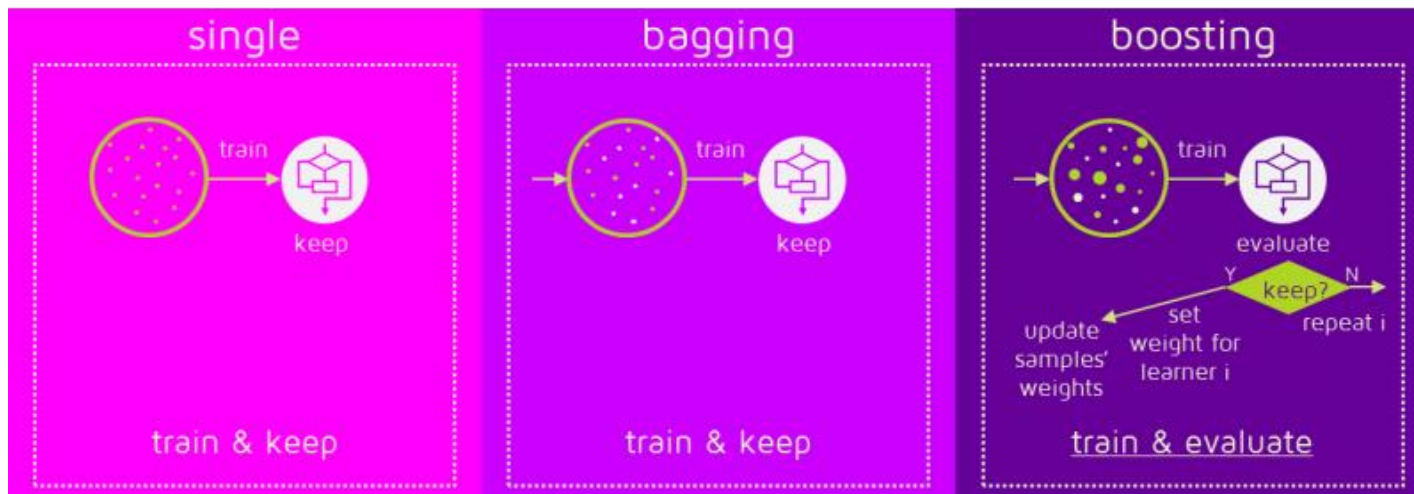 single
train
keep
train & keep
bagging
train
keep
train & keep
boosting
train
evaluate
Y
keep?
N
repeat i
set
weight for
learner i
update
samples'
weights
train & evaluate